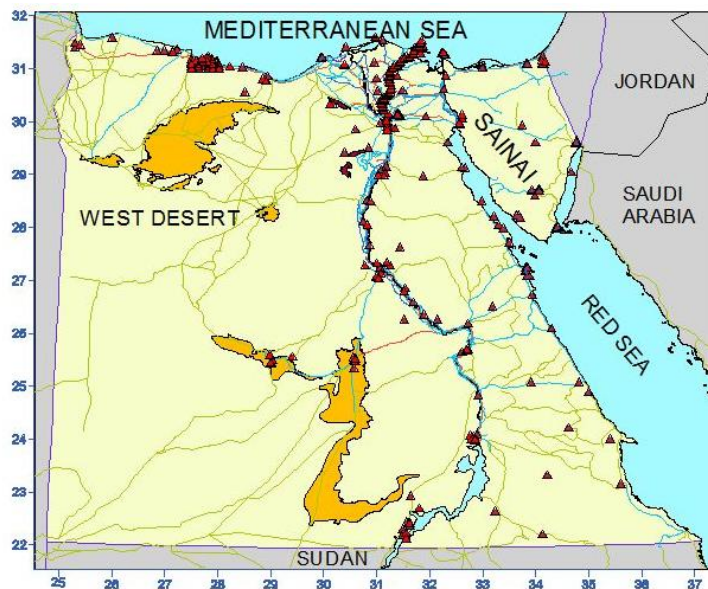 32
31
30
29
28
27
26
25
24
23
22
MEDITERRANEAN SEA
JORDAN
SAINAI
SAUDI
ARABIA
WEST DESERT
RED SEA
SUDAN
25 26 27 28 29 30 31 32 33 34 35 36 37